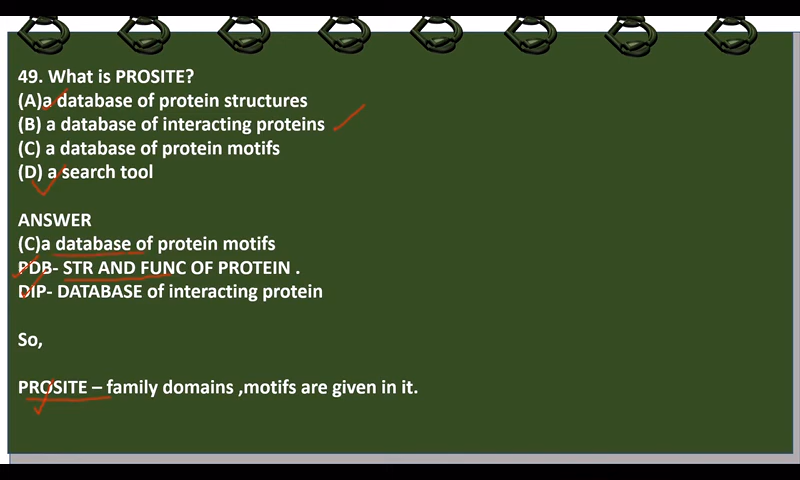 49. What is PROSITE?
(A)a database of protein structures
(B) a database of interacting proteins
(C) a database of protein motifs
(D) a search tool
ANSWER
(C)a database of protein motifs
PDB- STR AND FUNC OF PROTEIN .
DIP- DATABASE of interacting protein
So,
PROSITE – family domains ,motifs are given in it.